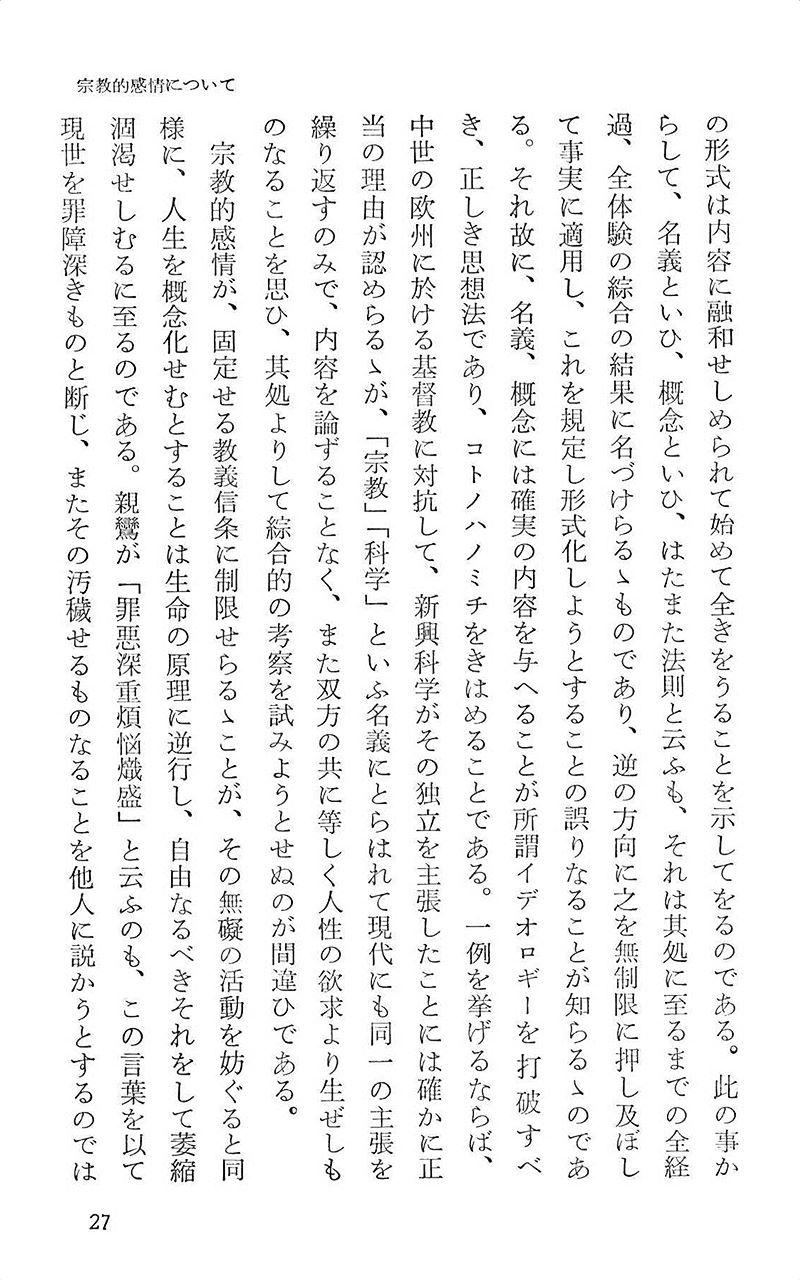 宗教的感情について
の形式は内容に融和せしめられて始めて全きをうることを示してをるのである。此の事か
らして、名義といひ、概念といひ、はたまた法則と云ふも、それは其処に至るまでの全経
過、全体験の綜合の結果に名づけらるゝものであり、逆の方向に之を無制限に押し及ぼし
て事実に適用し、これを規定し形式化しようとすることの誤りなることが知らるゝのであ
る。それ故に、名義、概念には確実の内容を与へることが所謂イデオロギーを打破すべ
き、正しき思想法であり、コトノハノミチをきはめることである。一例を挙げるならば、
中世の欧州に於ける基督教に対抗して、新興科学がその独立を主張したことには確かに正
当の理由が認めらるゝが、「宗教」「科学」といふ名義にとらはれて現代にも同一の主張を
繰り返すのみで、内容を論ずることなく、また双方の共に等しく人性の欲求より生ぜしも
のなることを思ひ、其処よりして綜合的の考察を試みようとせぬのが間違ひである。
宗教的感情が、固定せる教義信条に制限せらるゝことが、その無礙の活動を妨ぐると同
様に、人生を概念化せむとすることは生命の原理に逆行し、自由なるべきそれをして萎縮
涸渇せしむるに至るのである。親鸞が「罪悪深重煩悩熾盛」と云ふのも、この言葉を以て
現世を罪障深きものと断じ、またその汚穢せるものなることを他人に説かうとするのでは
27